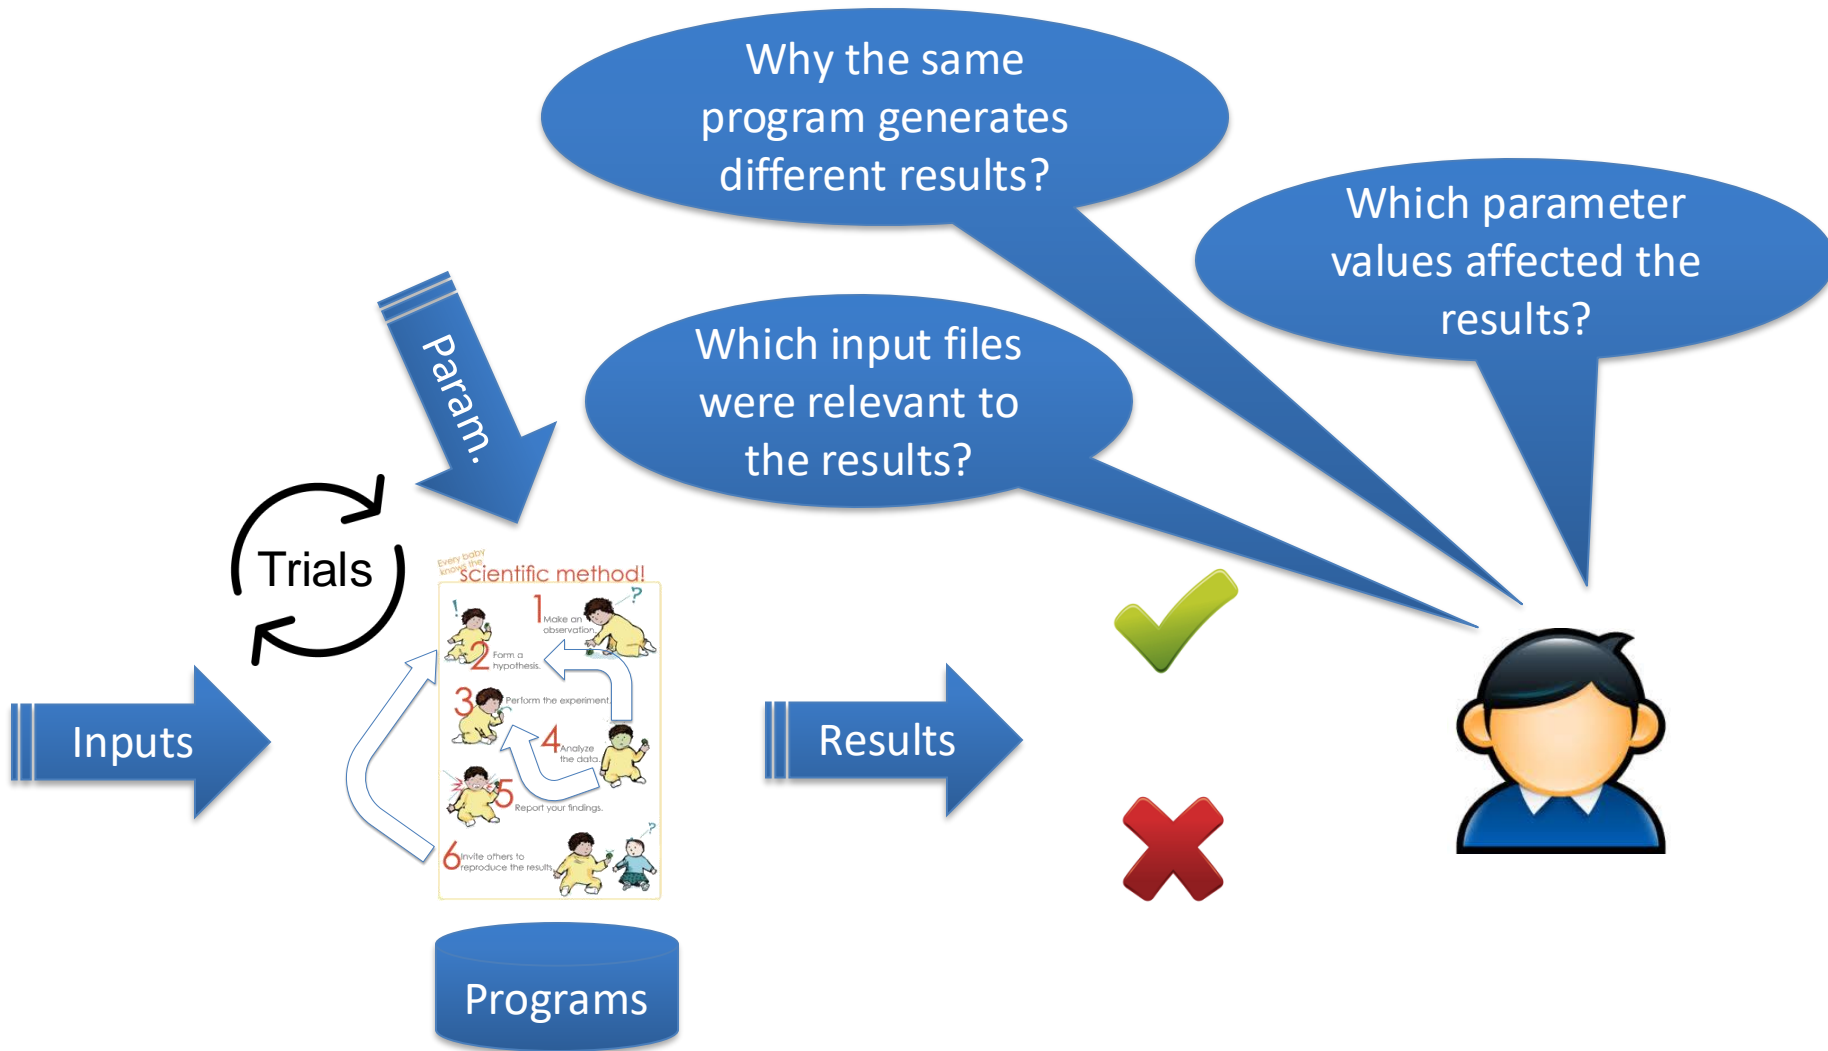 Why the same
program generates
different results?
Which parameter
values affected the
results?
Which input files
were relevant to
the results?
Param.
Trials
Every baby
knows the
scientific method!
!
?
1
Make an
observation.
2
Form a
hypothesis.
3
Perform the experiment.
4
Analyze
the data.
5
Report your findings.
6
Invite others to
reproduce the results.
?
Inputs
Results
Programs